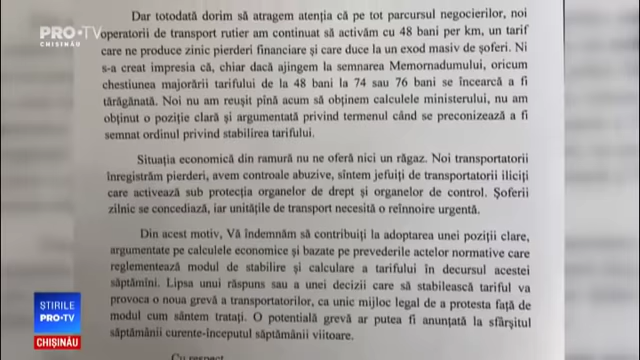 Dar totodată dorim să atragem atenția că pe tot parcursul negocierilor, noi
operatorii de transport rutier am continuat să activăm cu 48 bani per km, un tarif
care ne produce zinic pierderi financiare și care duce la un exod masiv de șoferi. Ni
s-a creat impresia că, chiar dacă ajingem la semnarea Memornadumului, oricum
chestiunea majorării tarifului de la 48 bani la 74 sau 76 bani se încearcă a fi
tărăgănată. Noi nu am reușit pînă acum să obținem calculele ministerului, nu am
obținut o poziție clară și argumentată privind termenul când se preconizează a fi
semnat ordinul privind stabilirea tarifului.
Situația economică din ramură nu ne oferă nici un răgaz. Noi transportatorii
înregistrăm pierderi, avem controale abuzive, sîntem jefuiți de transportatorii iliciți
care activează sub protecția organelor de drept și organelor de control. Șoferii
zilnic se concediază, iar unitățile de transport necesită o reînnoire urgentă.
Din acest motiv, Vă îndemnăm să contribuiți la adoptarea unei poziții clare,
argumentate pe calculele economice și bazate pe prevederile actelor normative care
reglementează modul de stabilire și calculare a tarifului în decursul acestei
săptămîni. Lipsa unui răspuns sau a unei decizii care să stabilească tariful va
provoca o noua grevă a transportatorilor, ca unic mijloc legal de a protesta față de
modul cum sântem tratați. O potențială grevă ar putea fi anunțată la sfîrșitul
săptămânii curente-începutul săptămânii viitoare.
Cu respect
PRO•TV
CHIȘINĂU
ȘTIRILE
PRO•TV
CHIȘINĂU